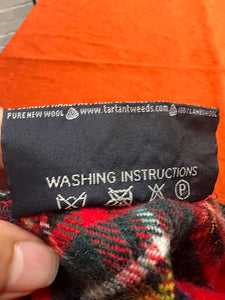 PURE NEW WOOL www.tartantweeds.com 100% LAMBSWOOL
WASHING INSTRUCTIONS
P